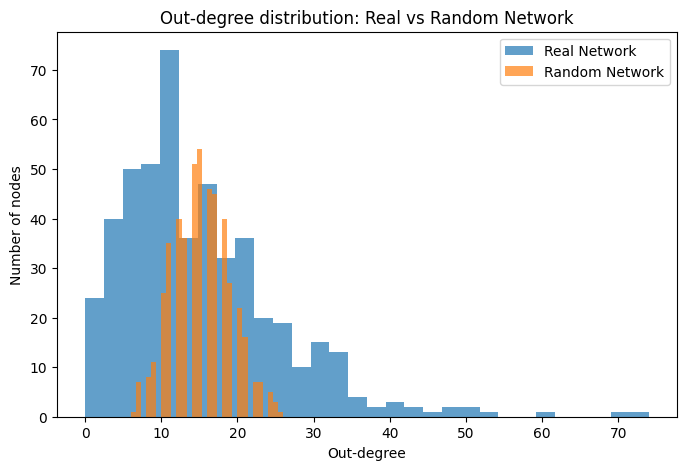 Out-degree distribution: Real vs Random Network
Real Network
Random Network
70
60
50
40
30
20
10
0
Number of nodes
0 10 20 30 40 50 60 70
Out-degree